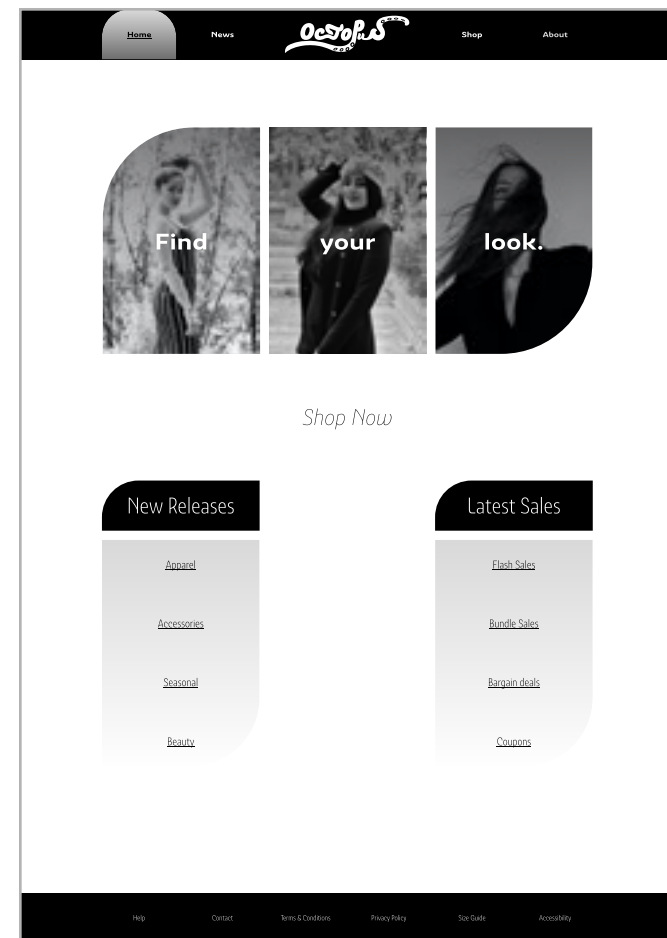 Home News Octopus Shop About
Find your look.
Shop Now
New Releases
Apparel
Accessories
Seasonal
Beauty
Latest Sales
Flash Sales
Bundle Sales
Bargain deals
Coupons
Help Contact Terms & Conditions Privacy Policy Size Guide Accessibility